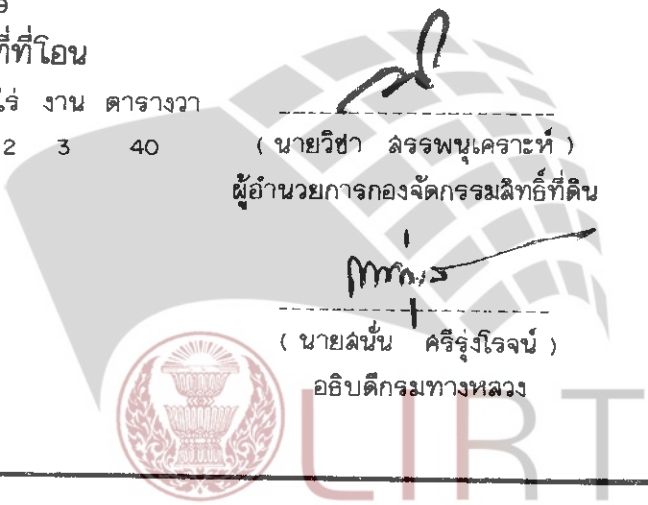 ที่ที่โอน
ไร่ งาน ตารางวา
2 3 40
( นายวิชา สรรพนุเคราะห์ )
ผู้อำนวยการกองจัดกรรมสิทธิ์ที่ดิน
( นายสนั่น ศรีรุ่งโรจน์ )
อธิบดีกรมทางหลวง
LIRT